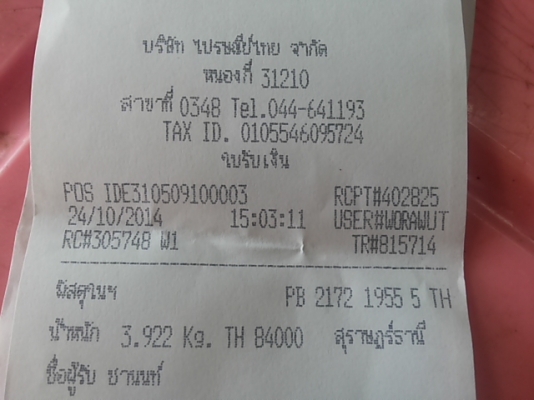 บริษัท ไปรษณีย์ไทย จำกัด
หนองกี่ 31210
สาขาที่ 0348 Tel.044-641193
TAX ID. 0105546095724
ใบรับเงิน
POS IDE310509100003 RCPT#402825
24/10/2014 15:03:11 USER#WORAWUT
RC#305748 W1 TR#815714
พัสดุในฯ PB 2172 1955 5 TH
น้ำหนัก 3.922 Kg. TH 84000 สุราษฎร์ธานี
ชื่อผู้รับ ชานนท์